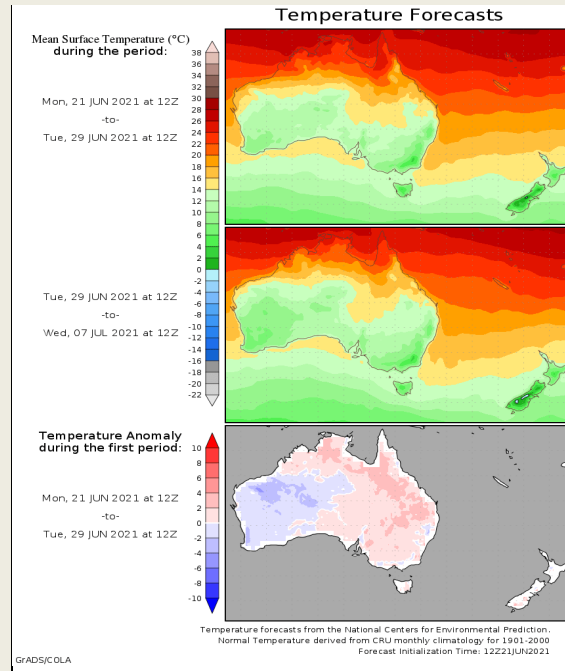 Temperature Forecasts
Mean Surface Temperature (°C)
during the period:
Mon, 21 JUN 2021 at 12Z
-to-
Tue, 29 JUN 2021 at 12Z
38
36
34
32
30
28
26
24
22
20
18
16
14
12
10
8
6
4
2
0
-2
-4
-6
-8
-10
-12
-14
-16
-18
-20
-22
Tue, 29 JUN 2021 at 12Z
-to-
Wed, 07 JUL 2021 at 12Z
Temperature Anomaly
during the first period:
Mon, 21 JUN 2021 at 12Z
-to-
Tue, 29 JUN 2021 at 12Z
10
8
6
4
2
0
-2
-4
-6
-8
-10
Temperature forecasts from the National Centers for Environmental Prediction.
Normal Temperature derived from CRU monthly climatology for 1901-2000
Forecast Initialization Time: 12Z21JUN2021
GrADS/COLA